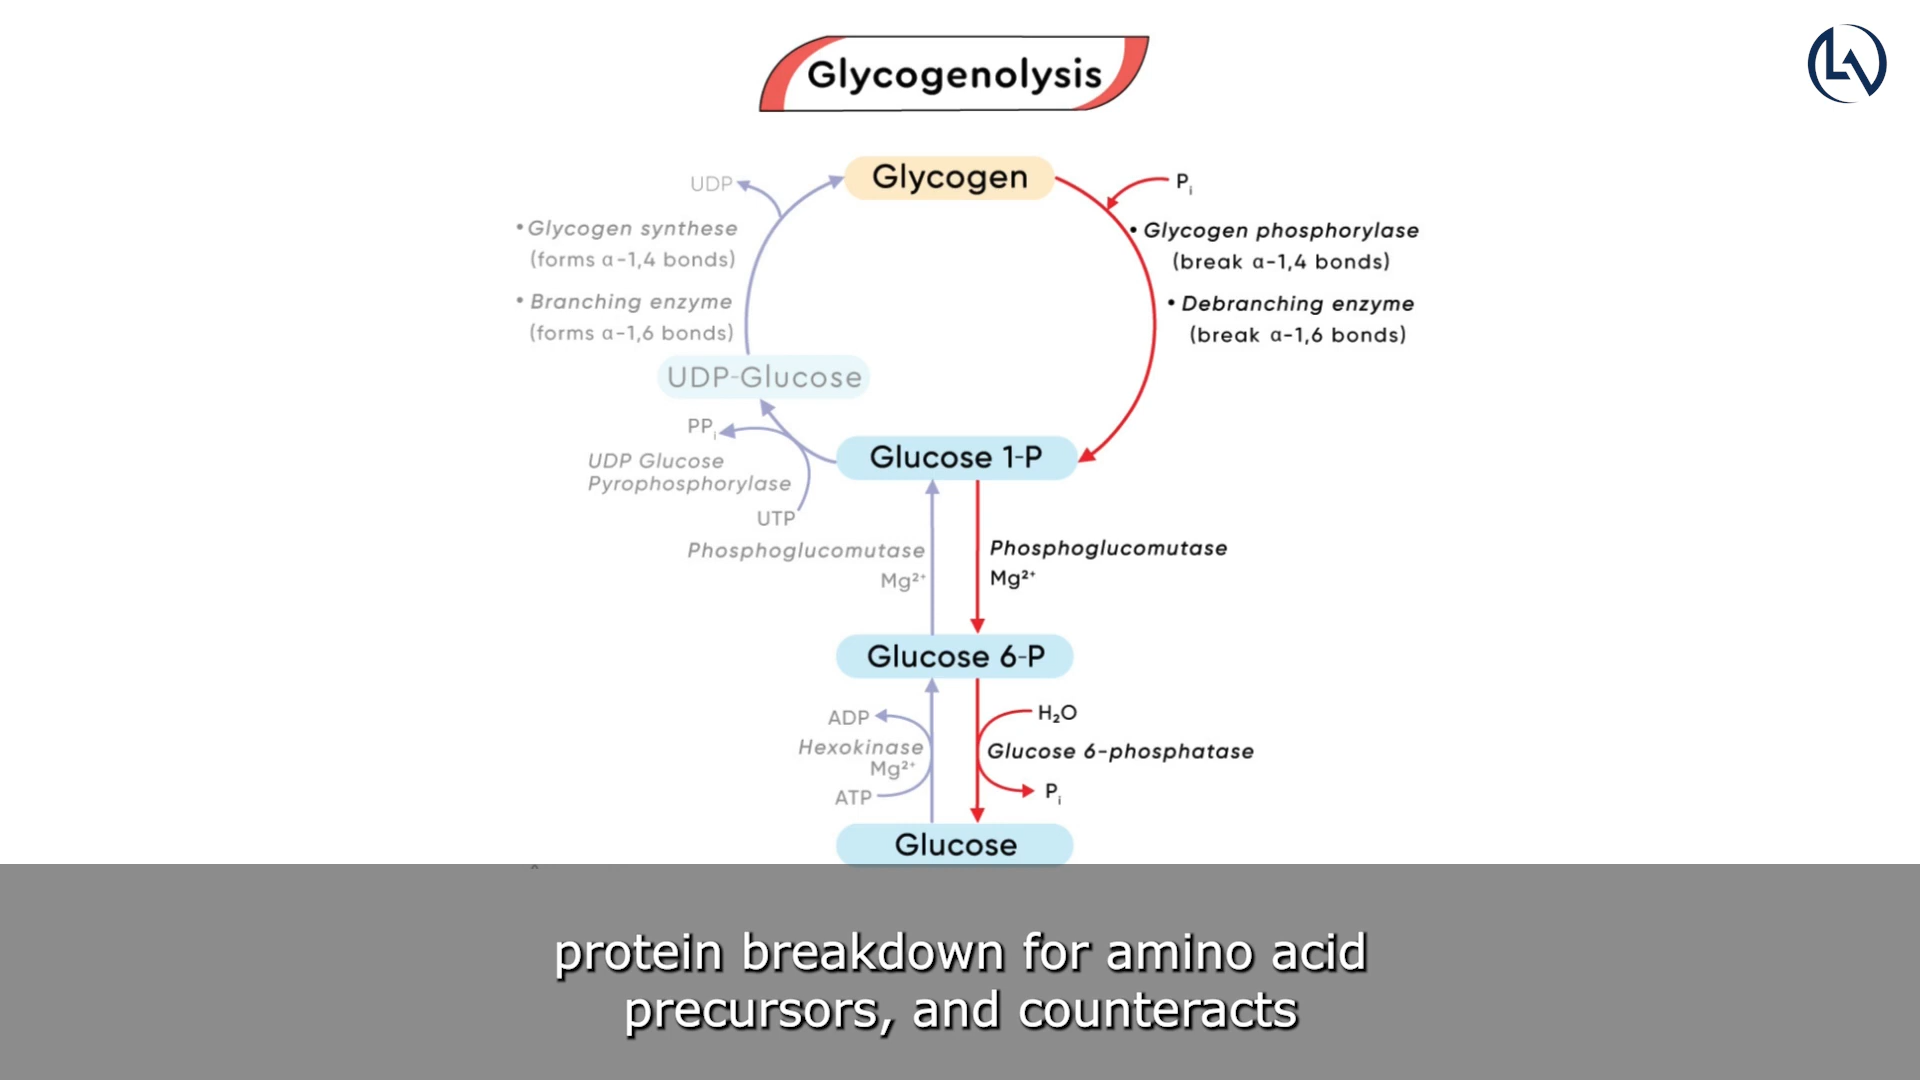 Glycogenolysis
Glycogen
UDP
P i
• Glycogen synthese
(forms α-1,4 bonds)
• Branching enzyme
(forms α-1,6 bonds)
• Glycogen phosphorylase
(break α-1,4 bonds)
• Debranching enzyme
(break α-1,6 bonds)
UDP-Glucose
PP i
UDP Glucose
Pyrophosphorylase
UTP
Glucose 1-P
Phosphoglucomutase
Mg²⁺
Phosphoglucomutase
Mg²⁺
Glucose 6-P
ADP
Hexokinase
Mg²⁺
ATP
H₂O
Glucose 6-phosphatase
P i
Glucose
protein breakdown for amino acid
precursors, and counteracts